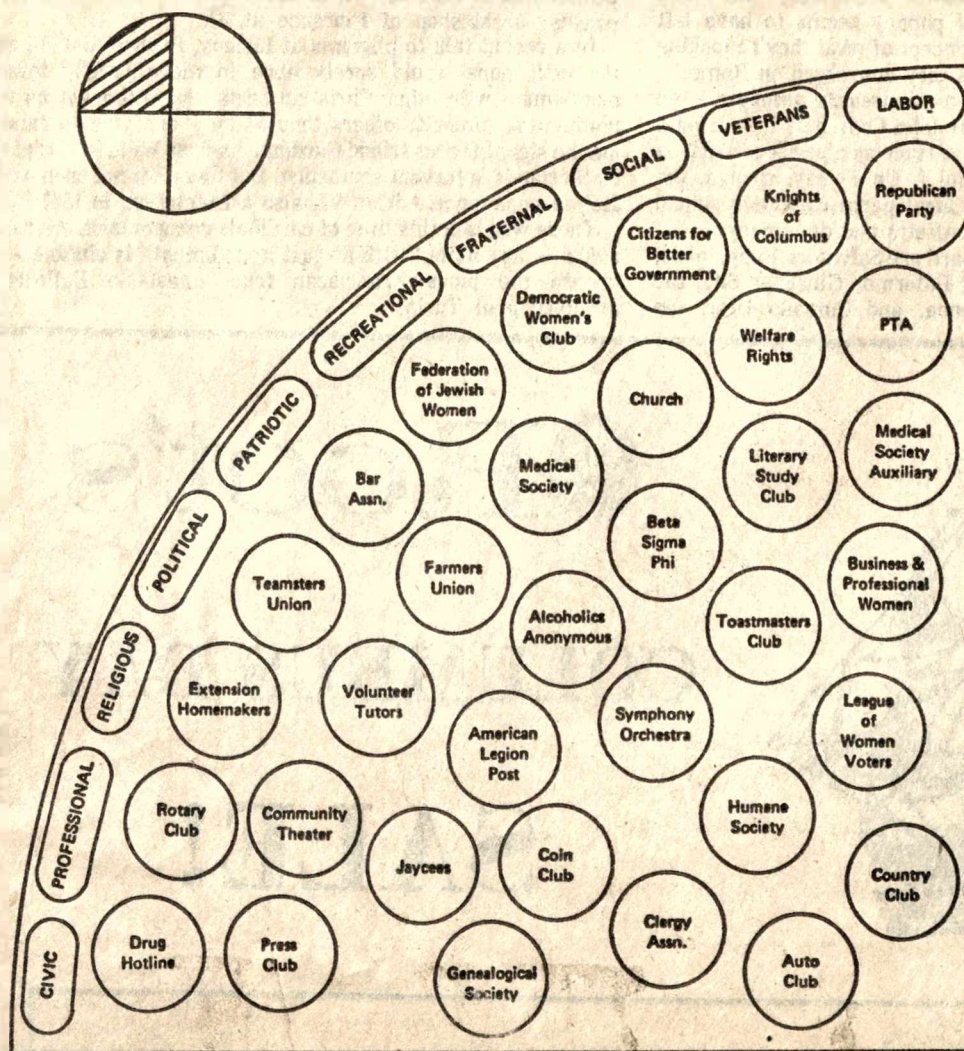 LABOR
VETERANS
SOCIAL
FRATERNAL
RECREATIONAL
PATRIOTIC
POLITICAL
RELIGIOUS
PROFESSIONAL
CIVIC
Knights
of
Columbus
Republican
Party
Citizens for
Better
Government
Democratic
Women's
Club
Welfare
Rights
PTA
Federation
of Jewish
Women
Church
Bar
Assn.
Medical
Society
Literary
Study
Club
Medical
Society
Auxiliary
Teamsters
Union
Farmers
Union
Beta
Sigma
Phi
Alcoholics
Anonymous
Toastmasters
Club
Business &
Professional
Women
Extension
Homemakers
Volunteer
Tutors
American
Legion
Post
Symphony
Orchestra
League
of
Women
Voters
Rotary
Club
Community
Theater
Jaycees
Coin
Club
Humane
Society
Country
Club
Drug
Hotline
Press
Club
Genealogical
Society
Clergy
Assn.
Auto
Club